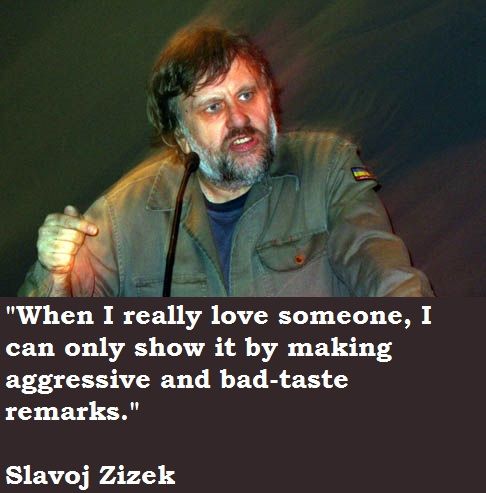 "When I really love someone, I
can only show it by making
aggressive and bad-taste
remarks."
Slavoj Zizek